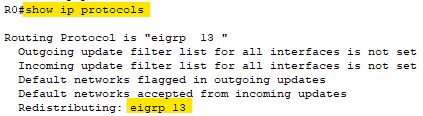 R0#show ip protocols
Routing Protocol is "eigrp  13 "
  Outgoing update filter list for all interfaces is not set
  Incoming update filter list for all interfaces is not set
  Default networks flagged in outgoing updates
  Default networks accepted from incoming updates
  Redistributing: eigrp 13